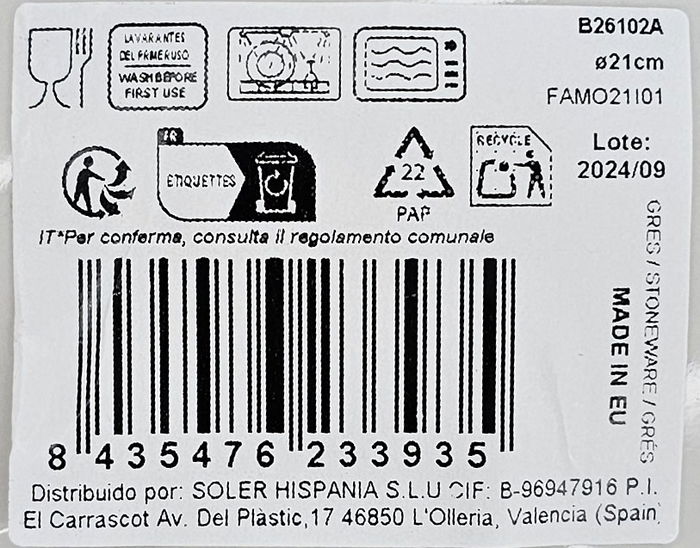 LAVAR ANTES
DEL PRIMER USO
WASH BEFORE
FIRST USE
B26102A
ø21cm
FAMO21I01
Lote:
2024/09
FR
ETIQUETTES
22
PAP
RECYCLE
IT*Per conferma, consulta il regolamento comunale
GRES / STONEWARE / GRÈS
MADE IN EU
8 435476 233935
Distribuido por: SOLER HISPANIA S.L.U CIF: B-96947916 P.I.
El Carrascot Av. Del Plàstic,17 46850 L'Olleria, Valencia (Spain)